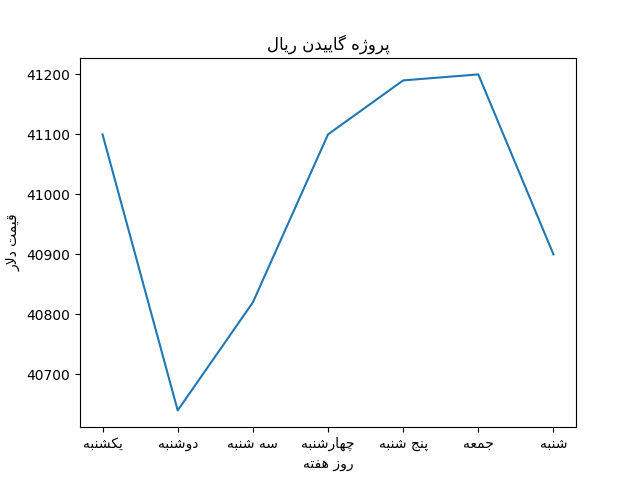 پروژه گاییدن ریال
قیمت دلار
41200
41100
41000
40900
40800
40700
یکشنبه دوشنبه سه شنبه چهارشنبه پنج شنبه جمعه شنبه
روز هفته